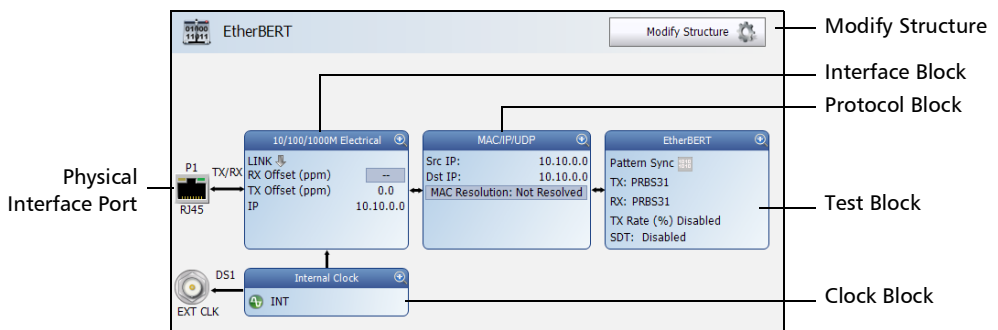 01000
11011
EtherBERT
Modify Structure
Modify Structure
Interface Block
Protocol Block
10/100/1000M Electrical
LINK
RX Offset (ppm) --
TX Offset (ppm) 0.0
IP 10.10.0.0
MAC/IP/UDP
Src IP: 10.10.0.0
Dst IP: 10.10.0.0
MAC Resolution: Not Resolved
EtherBERT
Pattern Sync
TX: PRBS31
RX: PRBS31
TX Rate (%) Disabled
SDT: Disabled
Physical
Interface Port
P1
TX/RX
RJ45
Test Block
DS1
EXT CLK
Internal Clock
INT
Clock Block